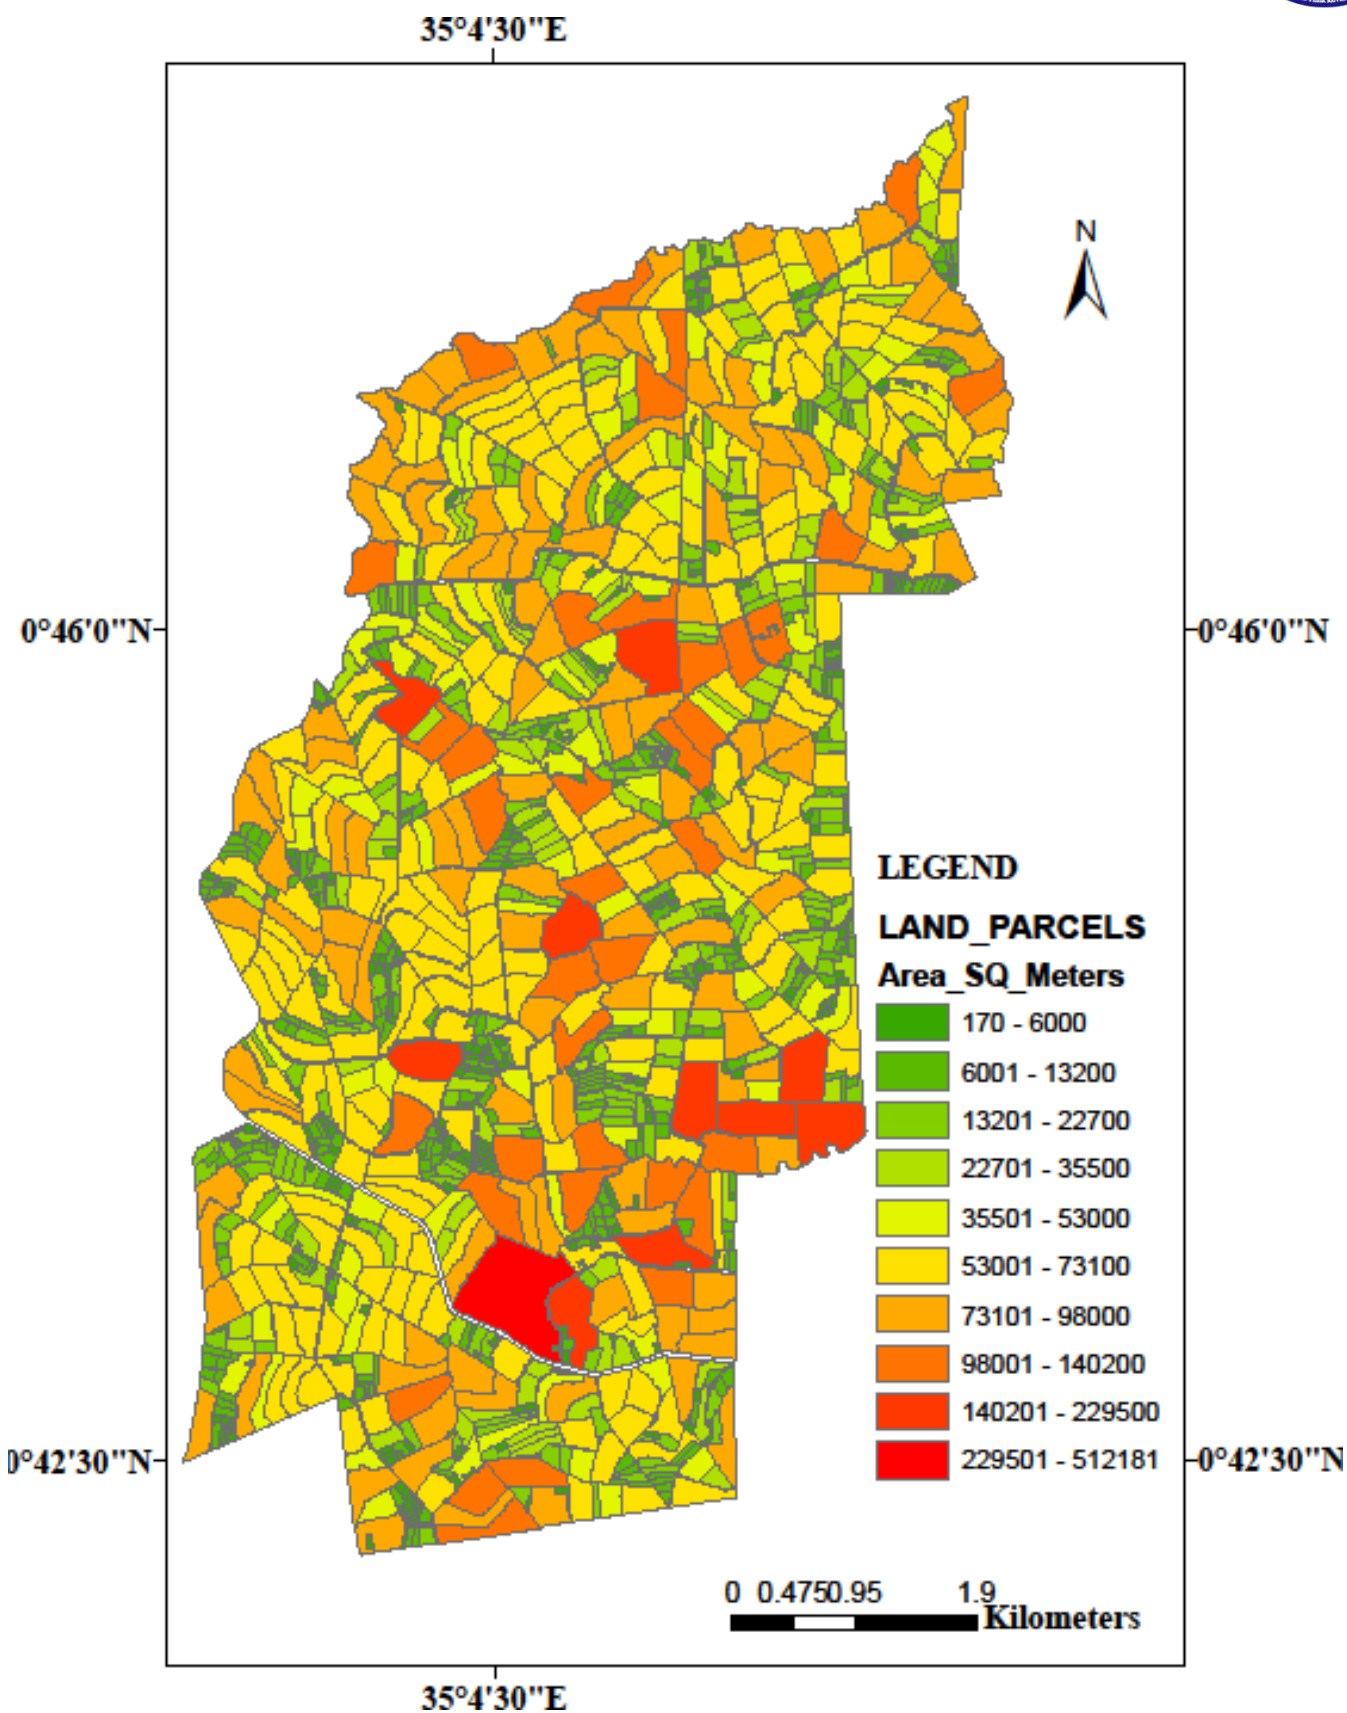 35°4'30"E
N
0°46'0"N
0°46'0"N
LEGEND
LAND_PARCELS
Area_SQ_Meters
170 - 6000
6001 - 13200
13201 - 22700
22701 - 35500
35501 - 53000
53001 - 73100
73101 - 98000
98001 - 140200
140201 - 229500
229501 - 512181
0°42'30"N
0°42'30"N
0 0.475 0.95 1.9
Kilometers
35°4'30"E